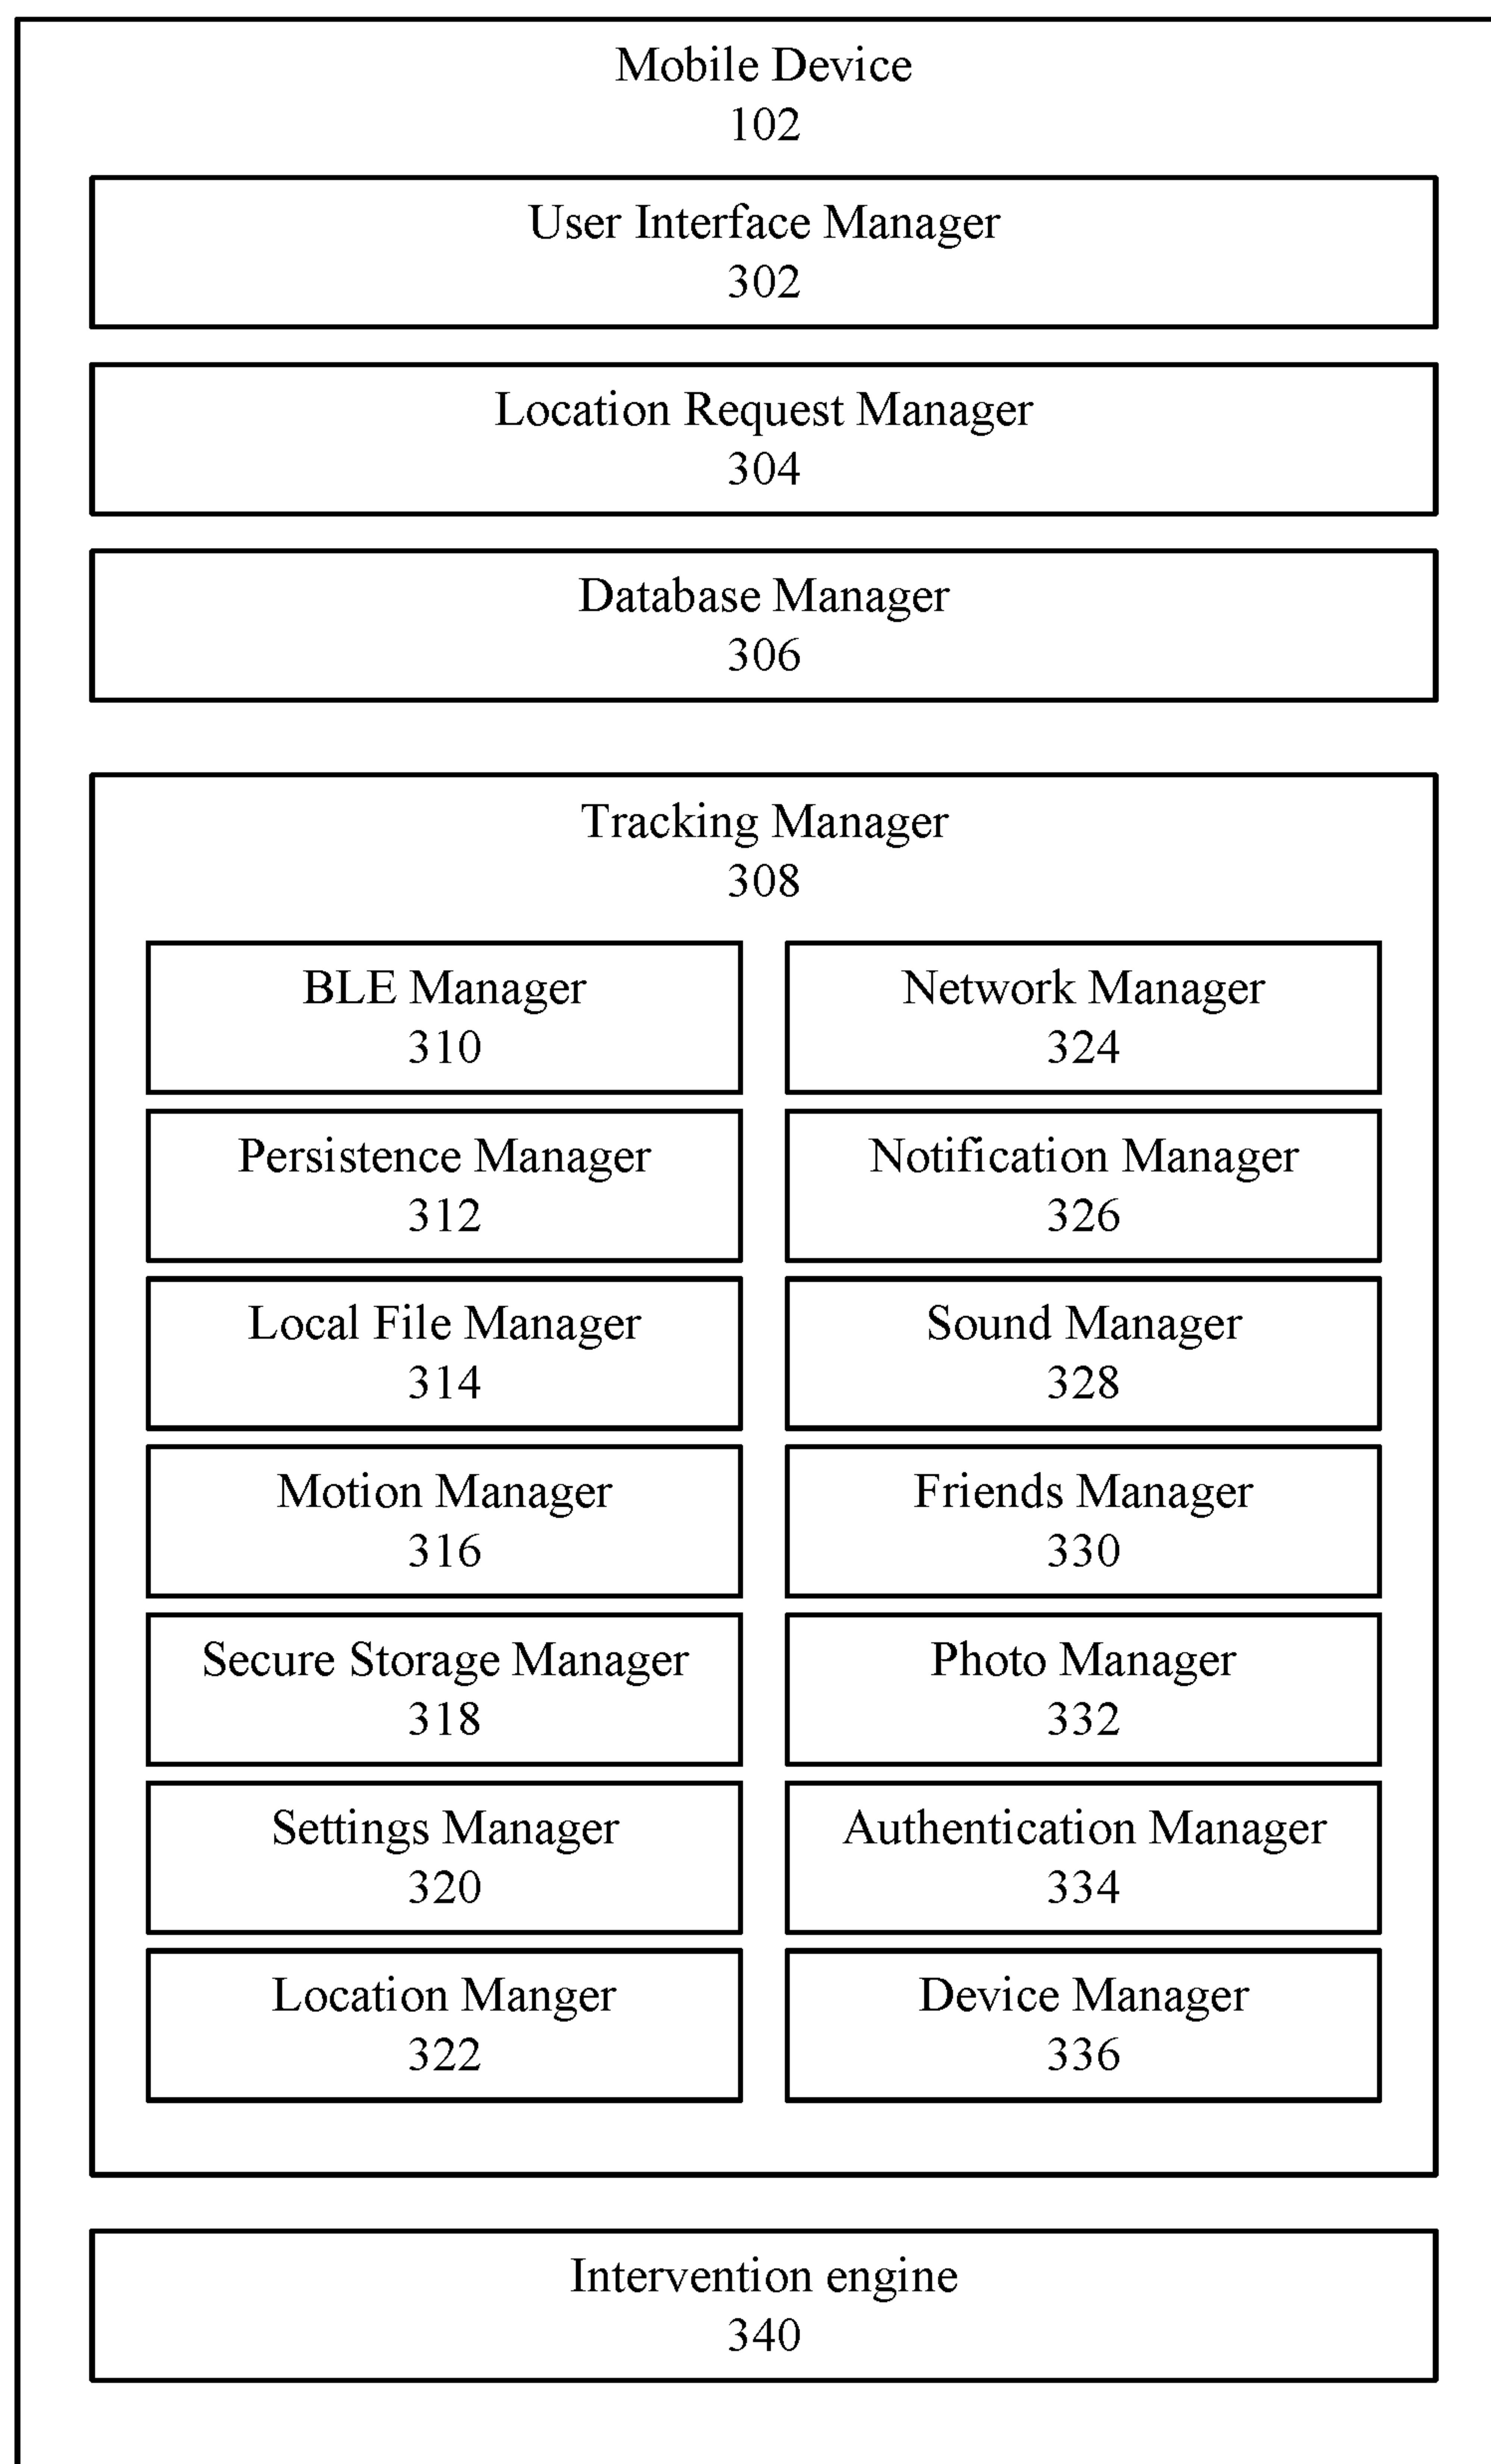 Mobile Device
102
User Interface Manager
302
Location Request Manager
304
Database Manager
306
Tracking Manager
308
BLE Manager
310
Network Manager
324
Persistence Manager
312
Notification Manager
326
Local File Manager
314
Sound Manager
328
Motion Manager
316
Friends Manager
330
Secure Storage Manager
318
Photo Manager
332
Settings Manager
320
Authentication Manager
334
Location Manger
322
Device Manager
336
Intervention engine
340